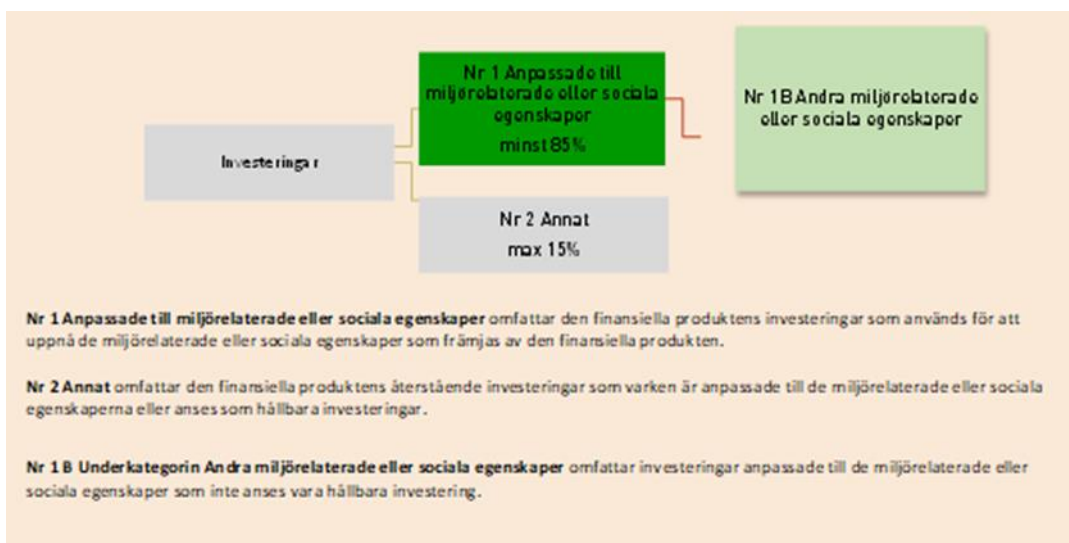 Nr 1 Anpassade till
miljörelaterade eller sociala
egenskaper
minst 85%
Nr 1B Andra miljörelaterade
eller sociala egenskaper
Investeringar
Nr 2 Annat
max 15%
Nr 1 Anpassade till miljörelaterade eller sociala egenskaper omfattar den finansiella produktens investeringar som används för att
uppnå de miljörelaterade eller sociala egenskaper som främjas av den finansiella produkten.
Nr 2 Annat omfattar den finansiella produktens återstående investeringar som varken är anpassade till de miljörelaterade eller sociala
egenskaperna eller anses som hållbara investeringar.
Nr 1 B Underkategorin Andra miljörelaterade eller sociala egenskaper omfattar investeringar anpassade till de miljörelaterade eller
sociala egenskaper som inte anses vara hållbara investering.